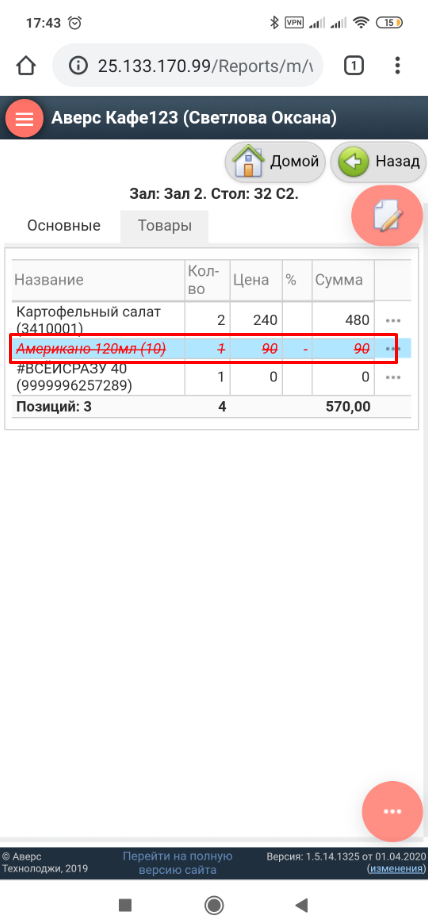 17:43 VPN 15
25.133.170.99/Reports/m/v 1
Аверс Кафе123 (Светлова Оксана)
Домой Назад
Зал: Зал 2. Стол: 32 С2.
Основные Товары
Название Кол-во Цена % Сумма
Картофельный салат (3410001) 2 240 480 ...
Американо 120мл (10) 1 90 - 90 ...
#ВСЕИСРАЗУ 40 (9999996257289) 1 0 0 ...
Позиций: 3 4 570,00
...
© Аверс Технолоджи, 2019
Перейти на полную версию сайта
Версия: 1.5.14.1325 от 01.04.2020 (изменения)